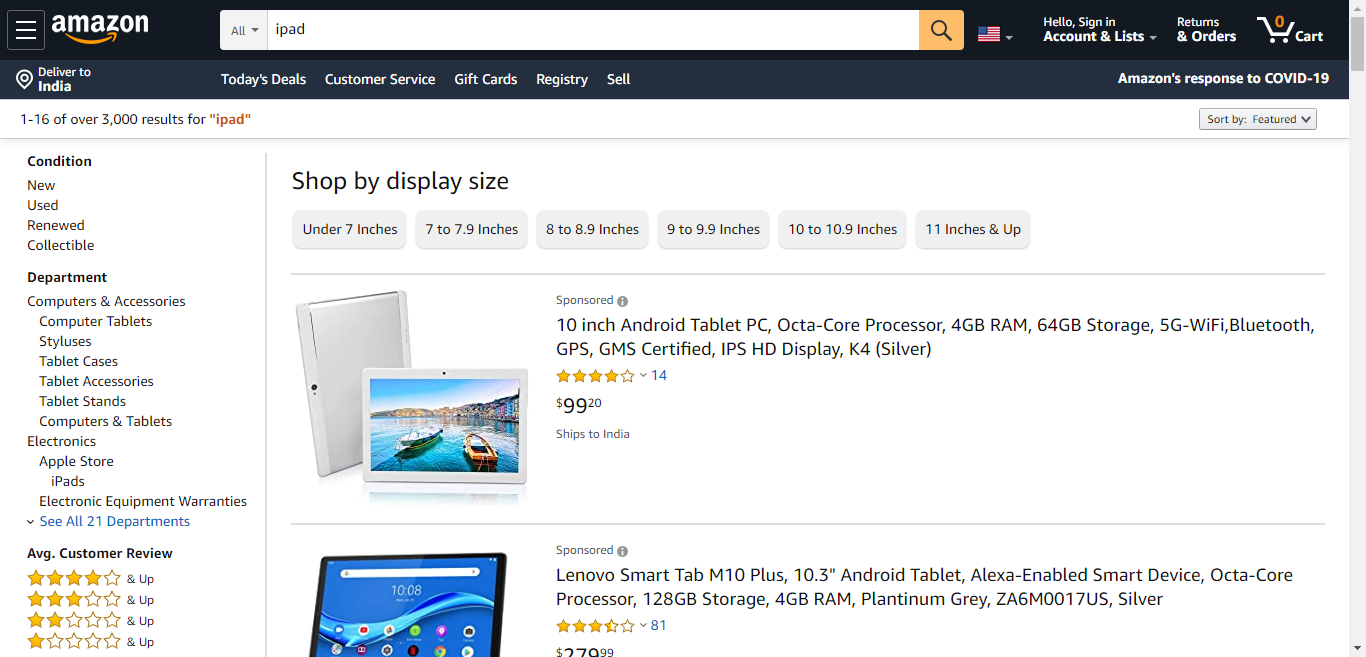 amazon
All
ipad
Hello, Sign in
Account & Lists
Returns
& Orders
0
Cart
Deliver to
India
Today's Deals
Customer Service
Gift Cards
Registry
Sell
Amazon's response to COVID-19
1-16 of over 3,000 results for "ipad"
Sort by: Featured
Condition
New
Used
Renewed
Collectible
Department
Computers & Accessories
Computer Tablets
Styluses
Tablet Cases
Tablet Accessories
Tablet Stands
Computers & Tablets
Electronics
Apple Store
iPads
Electronic Equipment Warranties
See All 21 Departments
Avg. Customer Review
& Up
& Up
& Up
& Up
Shop by display size
Under 7 Inches
7 to 7.9 Inches
8 to 8.9 Inches
9 to 9.9 Inches
10 to 10.9 Inches
11 Inches & Up
Sponsored
10 inch Android Tablet PC, Octa-Core Processor, 4GB RAM, 64GB Storage, 5G-WiFi,Bluetooth,
GPS, GMS Certified, IPS HD Display, K4 (Silver)
14
$9920
Ships to India
Sponsored
Lenovo Smart Tab M10 Plus, 10.3" Android Tablet, Alexa-Enabled Smart Device, Octa-Core
Processor, 128GB Storage, 4GB RAM, Plantinum Grey, ZA6M0017US, Silver
81
$27999
10:08